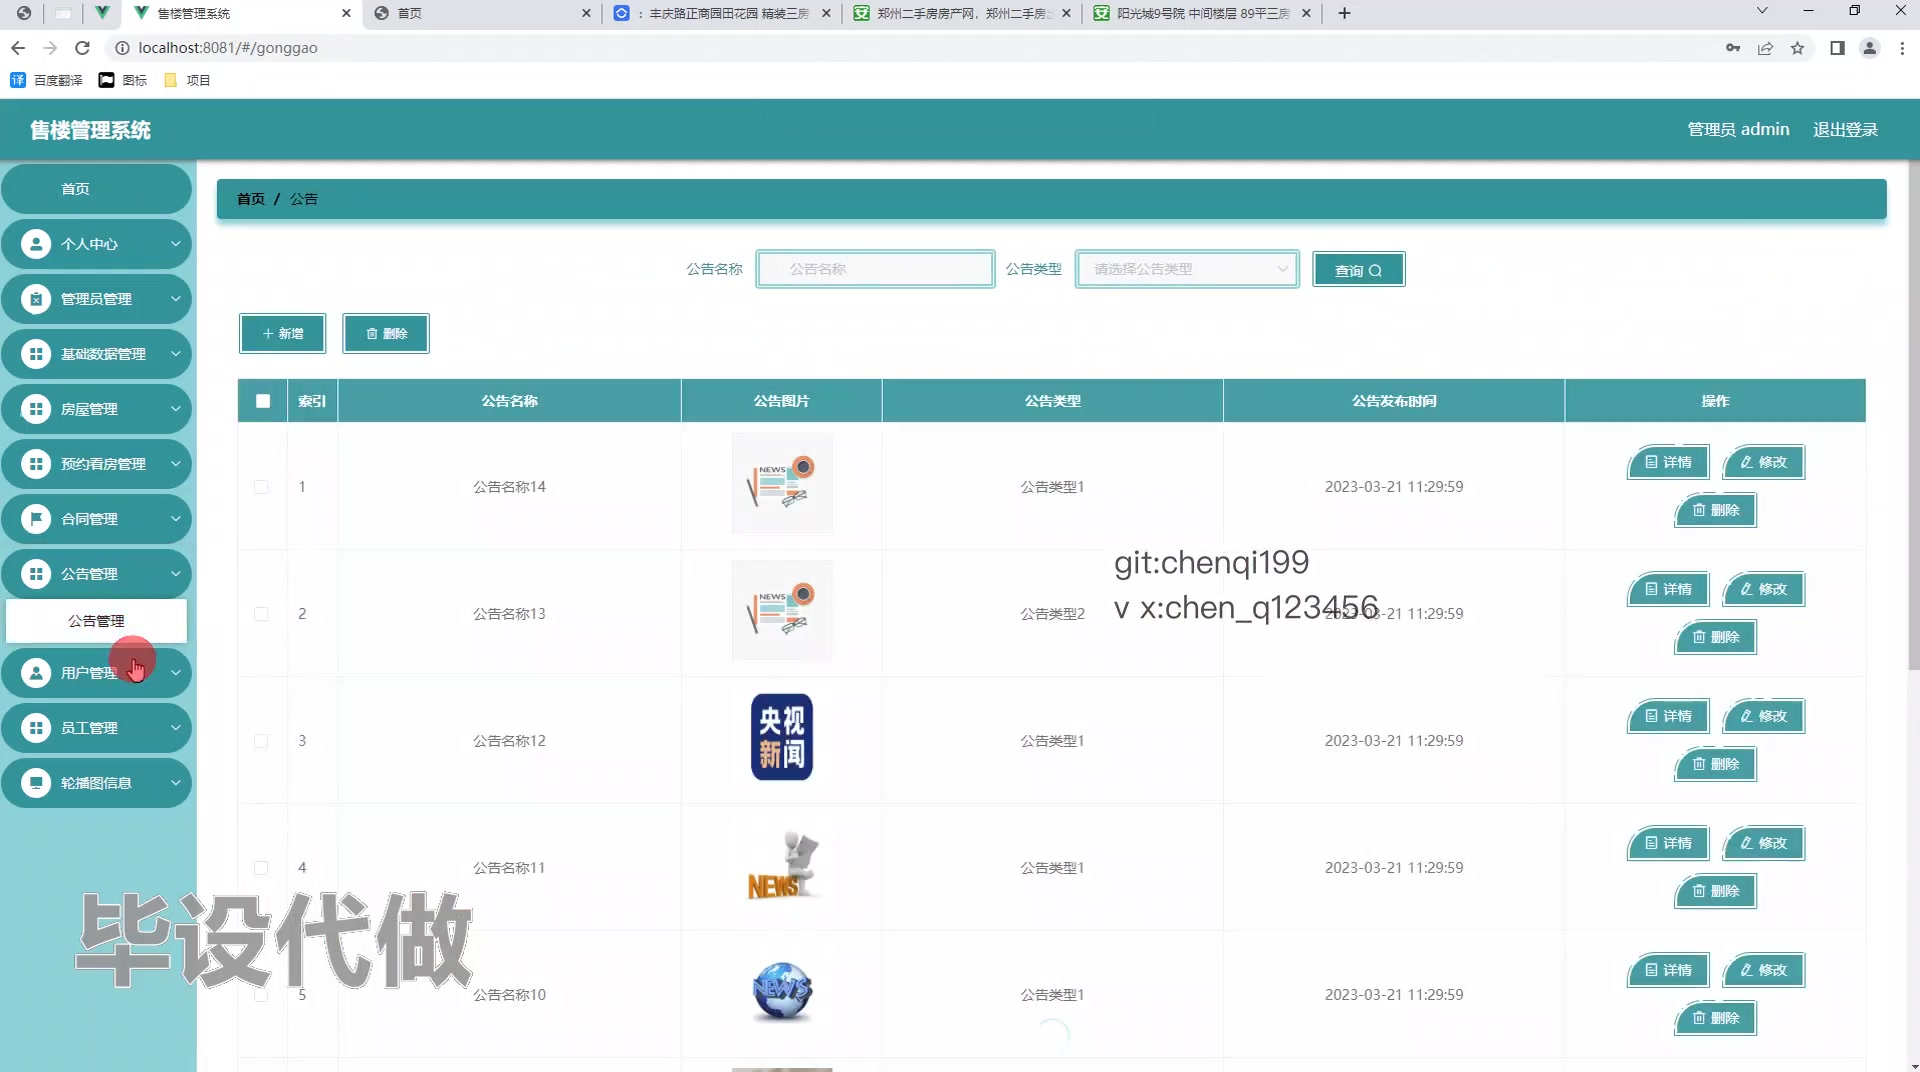 售楼管理系统
首页
：丰庆路正商园田花园 精装三房
郑州二手房房产网，郑州二手房
阳光城9号院 中间楼层 89平三房
localhost:8081/#/gonggao
百度翻译
图标
项目
售楼管理系统
管理员 admin
退出登录
首页
个人中心
管理员管理
基础数据管理
房屋管理
预约看房管理
合同管理
公告管理
公告管理
用户管理
员工管理
轮播图信息
首页 / 公告
公告名称
公告名称
公告类型
请选择公告类型
查询
新增
删除
索引 公告名称 公告图片 公告类型 公告发布时间 操作
1 公告名称14 NEWS 公告类型1 2023-03-21 11:29:59 详情 修改
删除
2 公告名称13 NEWS 公告类型2 2023-03-21 11:29:59 详情 修改
删除
git:chenqi199
v x:chen_q123456
3 公告名称12 央视新闻 公告类型1 2023-03-21 11:29:59 详情 修改
删除
4 公告名称11 NEWS 公告类型1 2023-03-21 11:29:59 详情 修改
删除
5 公告名称10 NEWS 公告类型1 2023-03-21 11:29:59 详情 修改
删除
毕设代做